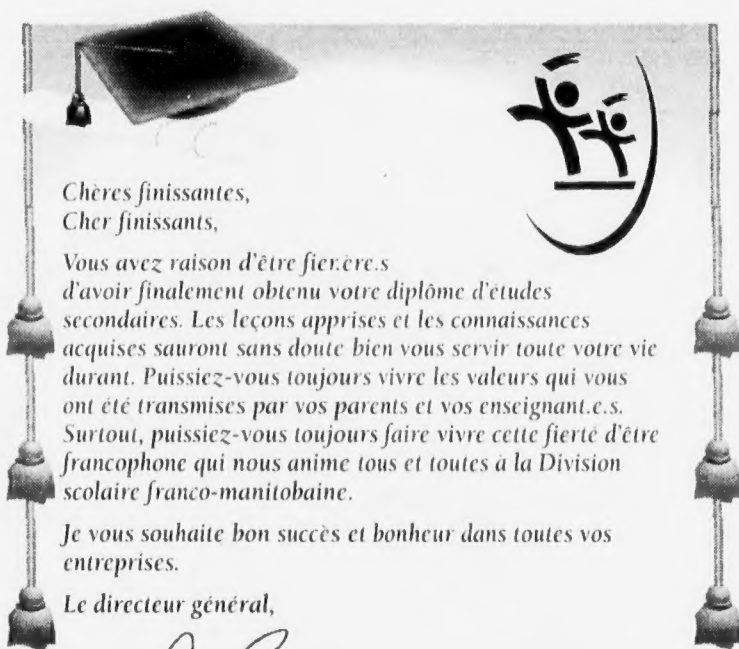 Chères finissantes,
Cher finissants,
Vous avez raison d'être fier.ère.s
d'avoir finalement obtenu votre diplôme d'études
secondaires. Les leçons apprises et les connaissances
acquises sauront sans doute bien vous servir toute votre vie
durant. Puissiez-vous toujours vivre les valeurs qui vous
ont été transmises par vos parents et vos enseignant.e.s.
Surtout, puissiez-vous toujours faire vivre cette fierté d'être
francophone qui nous anime tous et toutes à la Division
scolaire franco-manitobaine.
Je vous souhaite bon succès et bonheur dans toutes vos
entreprises.
Le directeur général,